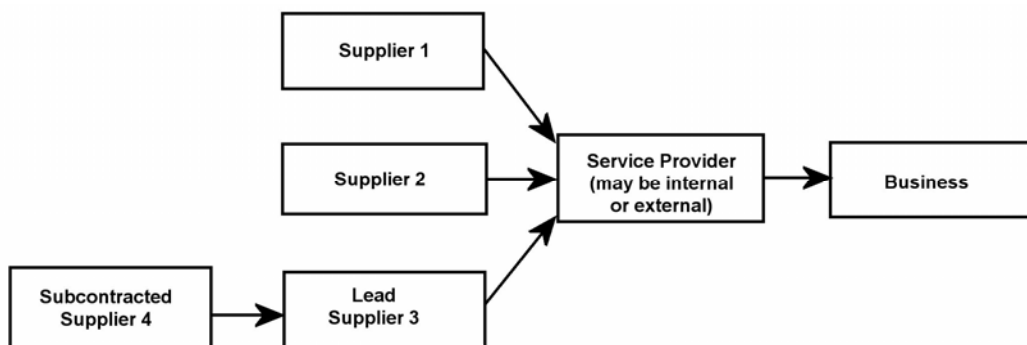 Supplier 1
Supplier 2
Service Provider
(may be internal
or external)
Business
Subcontracted
Supplier 4
Lead
Supplier 3